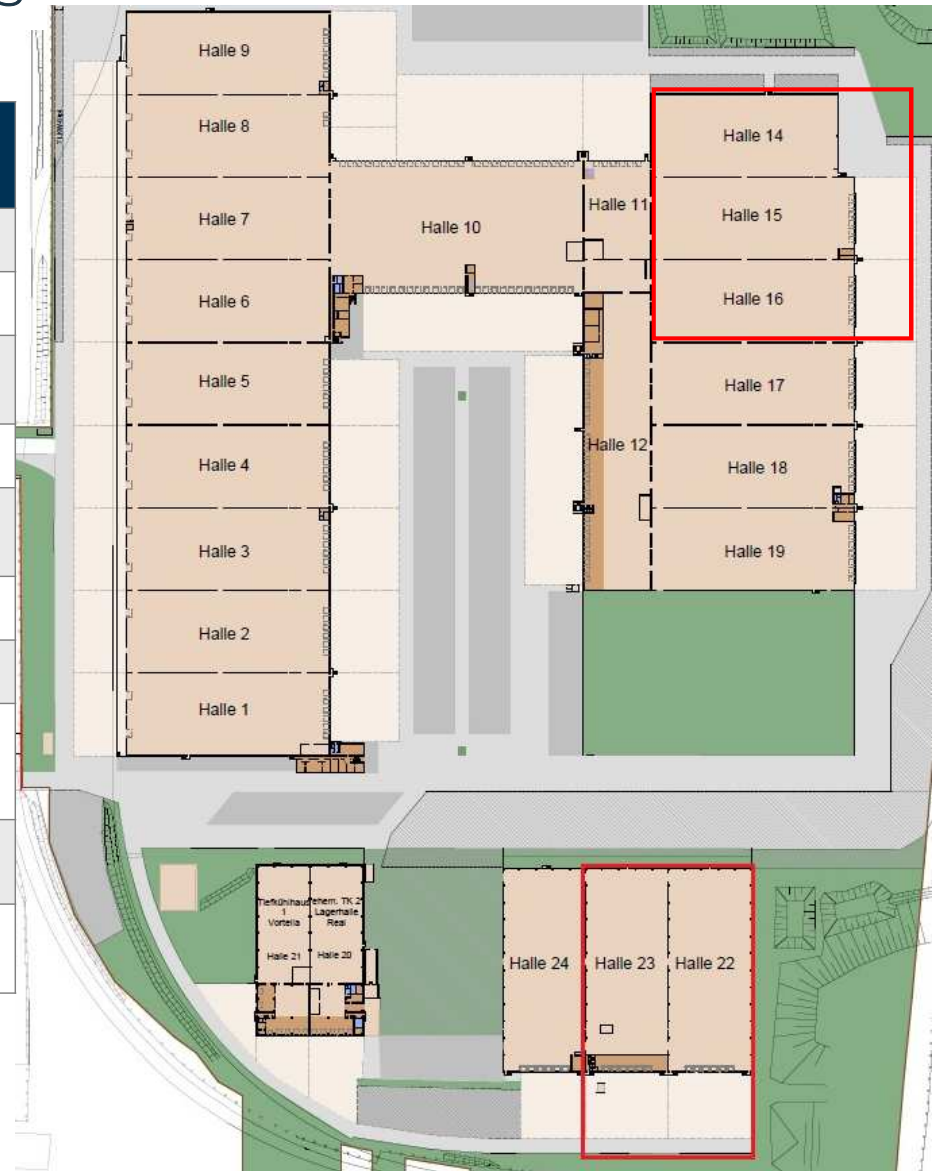 Halle 9
Halle 8
Halle 7
Halle 6
Halle 5
Halle 4
Halle 3
Halle 2
Halle 1
Halle 10
Halle 11
Halle 12
Halle 14
Halle 15
Halle 16
Halle 17
Halle 18
Halle 19
Tiefkühlhaus
1
Vortella
Halle 21
ehem. TK 2
Lagerhalle
Real
Halle 20
Halle 24
Halle 23
Halle 22